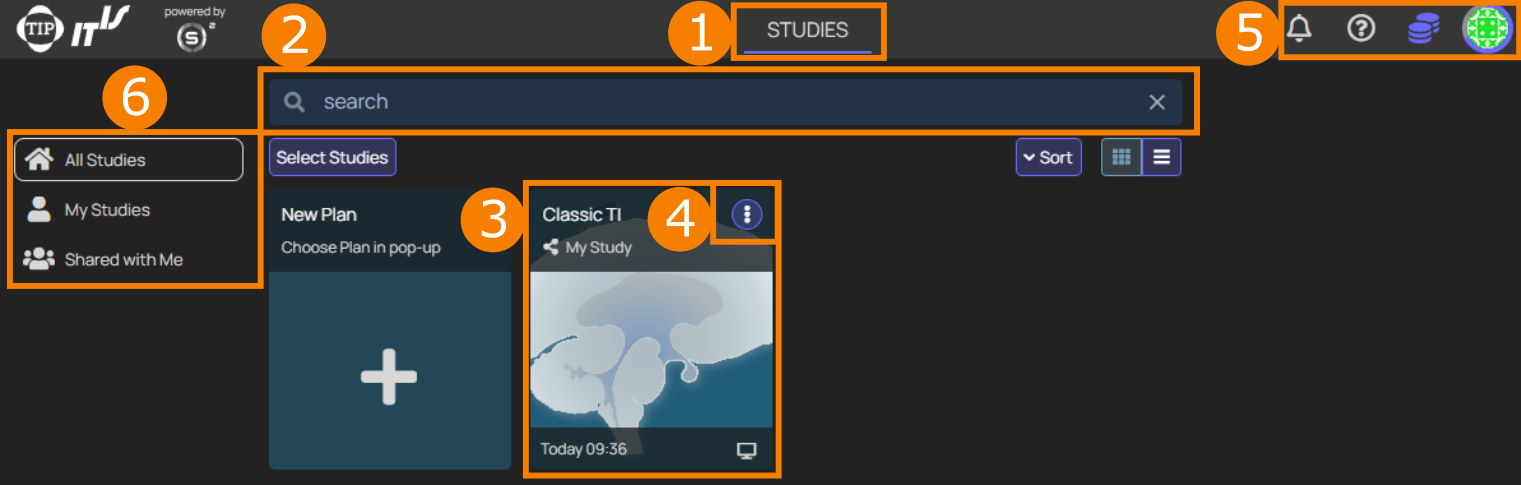 TIP IT'IS
powered by
s 2
2
1
STUDIES
5
6
search
All Studies
My Studies
Shared with Me
Select Studies
Sort
New Plan
Choose Plan in pop-up
3
Classic TI
My Study
4
Today 09:36